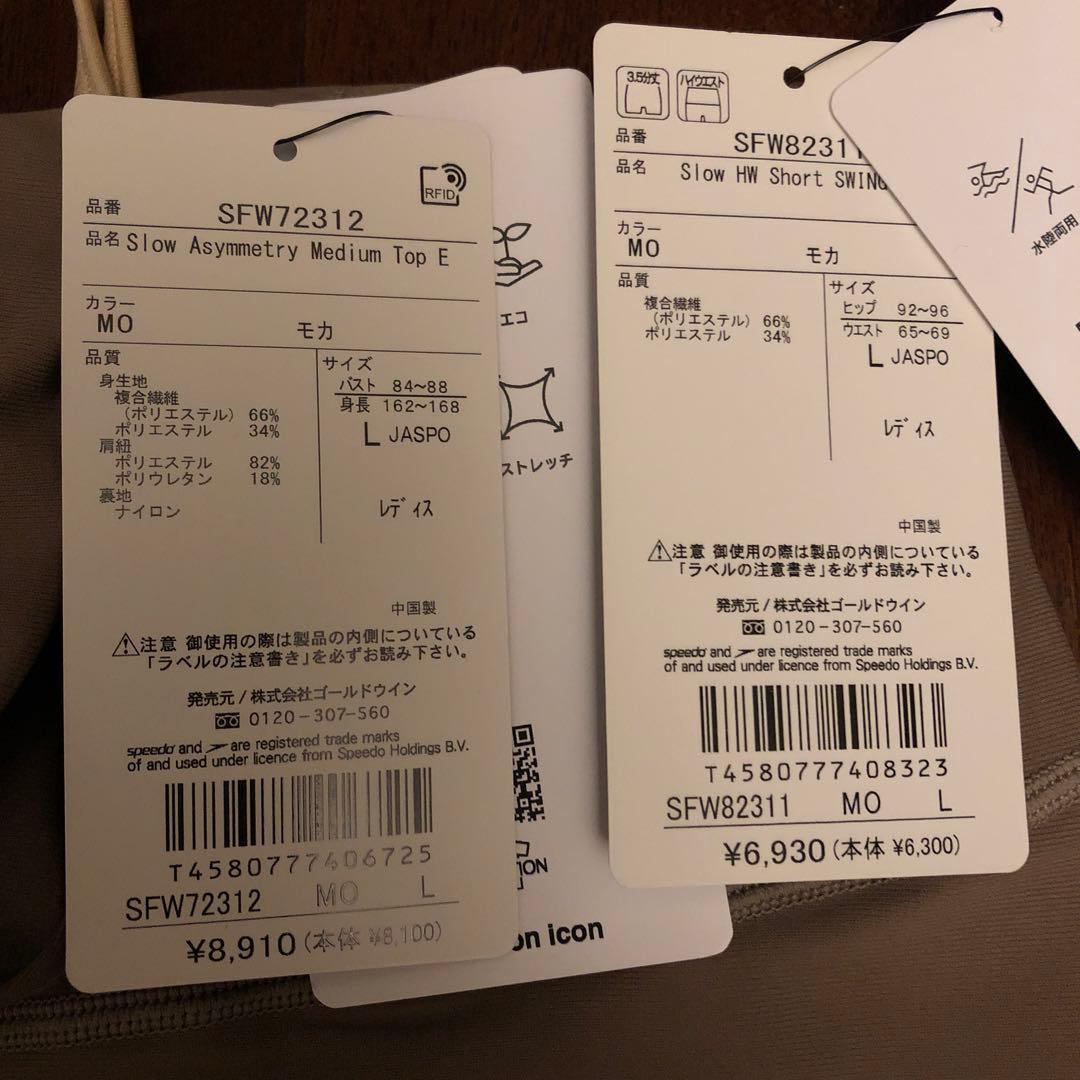 RFID
品番 SFW72312
品名 Slow Asymmetry Medium Top E
カラー
MO モカ
品質
身生地
複合繊維
(ポリエステル) 66%
ポリエステル 34%
肩紐
ポリエステル 82%
ポリウレタン 18%
裏地
ナイロン
サイズ
バスト 84~88
身長 162~168
L JASPO
レディス
中国製
注意 御使用の際は製品の内側についている
「ラベルの注意書き」を必ずお読み下さい。
発売元/株式会社ゴールドウイン
0120-307-560
speedo and are registered trade marks
of and used under licence from Speedo Holdings B.V.
T4580777406725
SFW72312 MO L
¥8,910(本体 ¥8,100)
エコ
ストレッチ
ION
on icon
3.5分丈
ハイウエスト
品番 SFW82311
品名 Slow HW Short SWING
カラー
MO モカ
品質
複合繊維
(ポリエステル) 66%
ポリエステル 34%
サイズ
ヒップ 92~96
ウエスト 65~69
L JASPO
レディス
中国製
注意 御使用の際は製品の内側についている
「ラベルの注意書き」を必ずお読み下さい。
発売元/株式会社ゴールドウイン
0120-307-560
speedo and are registered trade marks
of and used under licence from Speedo Holdings B.V.
T4580777408323
SFW82311 MO L
¥6,930(本体 ¥6,300)
水陸両用